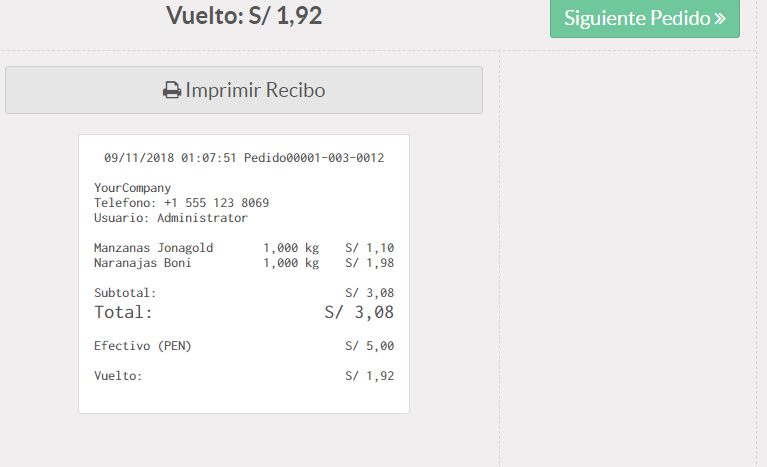 Vuelto: S/ 1,92
Siguiente Pedido »
Imprimir Recibo
09/11/2018 01:07:51 Pedido00001-003-0012
YourCompany
Telefono: +1 555 123 8069
Usuario: Administrator
Manzanas Jonagold 1,000 kg S/ 1,10
Naranajas Boni 1,000 kg S/ 1,98
Subtotal: S/ 3,08
Total: S/ 3,08
Efectivo (PEN) S/ 5,00
Vuelto: S/ 1,92